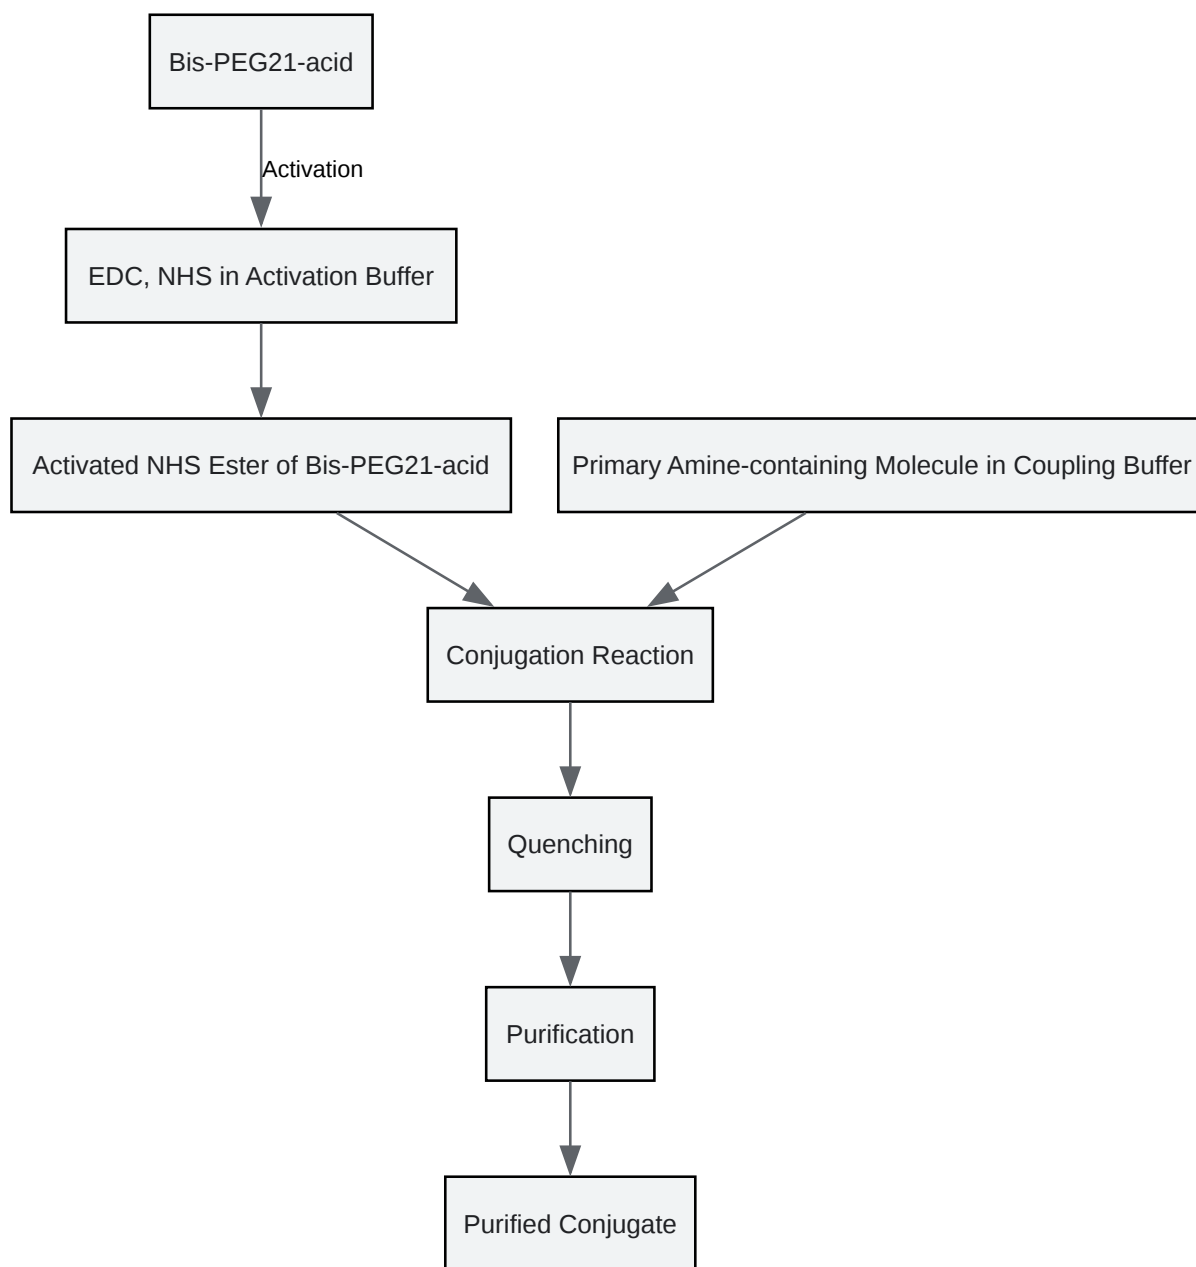 Bis-PEG21-acid
Activation
EDC, NHS in Activation Buffer
Activated NHS Ester of Bis-PEG21-acid
Primary Amine-containing Molecule in Coupling Buffer
Conjugation Reaction
Quenching
Purification
Purified Conjugate